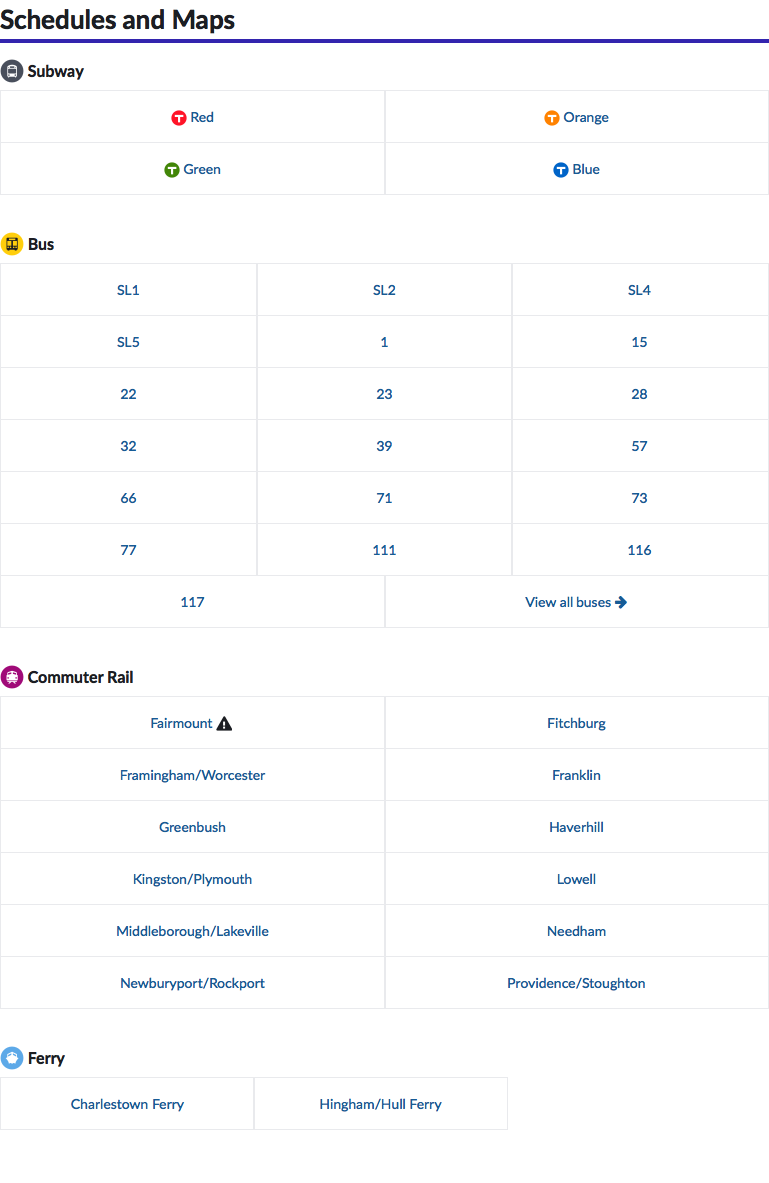 Schedules and Maps
Subway
T Red
T Orange
T Green
T Blue
Bus
SL1
SL2
SL4
SL5
1
15
22
23
28
32
39
57
66
71
73
77
111
116
117
View all buses
Commuter Rail
Fairmount
Fitchburg
Framingham/Worcester
Franklin
Greenbush
Haverhill
Kingston/Plymouth
Lowell
Middleborough/Lakeville
Needham
Newburyport/Rockport
Providence/Stoughton
Ferry
Charlestown Ferry
Hingham/Hull Ferry